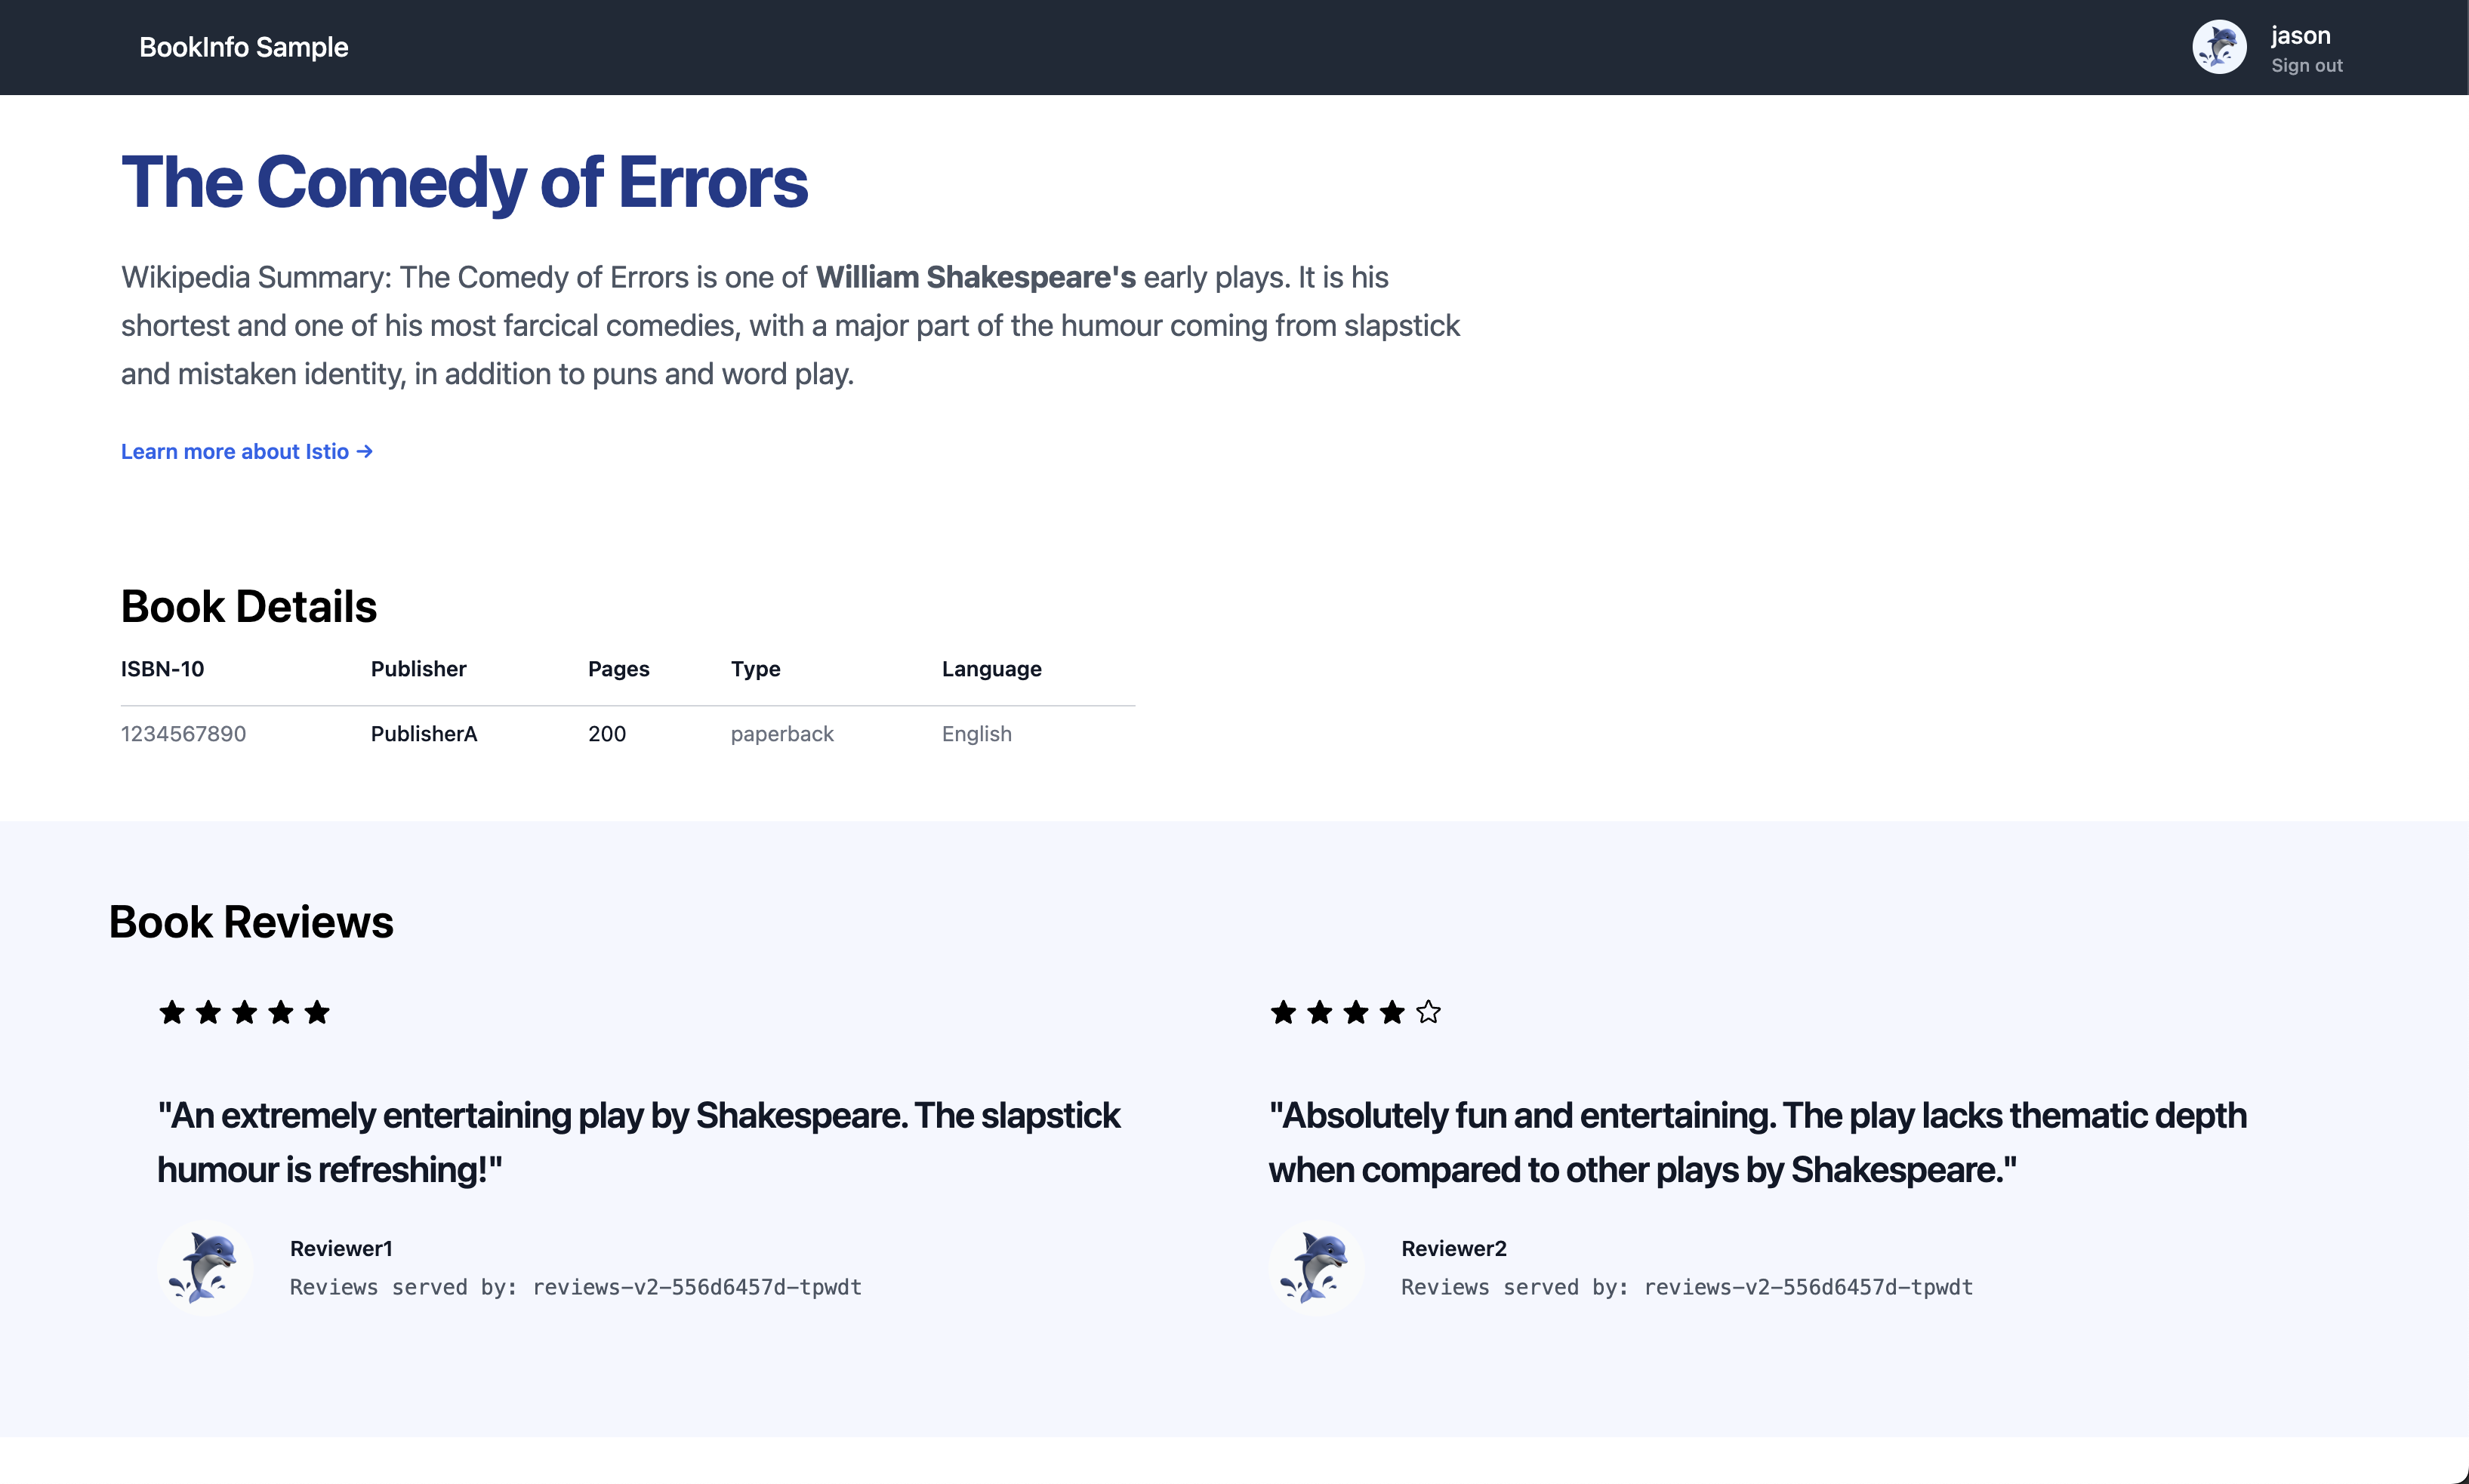 BookInfo Sample
jason
Sign out
The Comedy of Errors
Wikipedia Summary: The Comedy of Errors is one of William Shakespeare's early plays. It is his
shortest and one of his most farcical comedies, with a major part of the humour coming from slapstick
and mistaken identity, in addition to puns and word play.
Learn more about Istio →
Book Details
ISBN-10 Publisher Pages Type Language
1234567890 PublisherA 200 paperback English
Book Reviews
"An extremely entertaining play by Shakespeare. The slapstick
humour is refreshing!"
Reviewer1
Reviews served by: reviews-v2-556d6457d-tpwdt
"Absolutely fun and entertaining. The play lacks thematic depth
when compared to other plays by Shakespeare."
Reviewer2
Reviews served by: reviews-v2-556d6457d-tpwdt